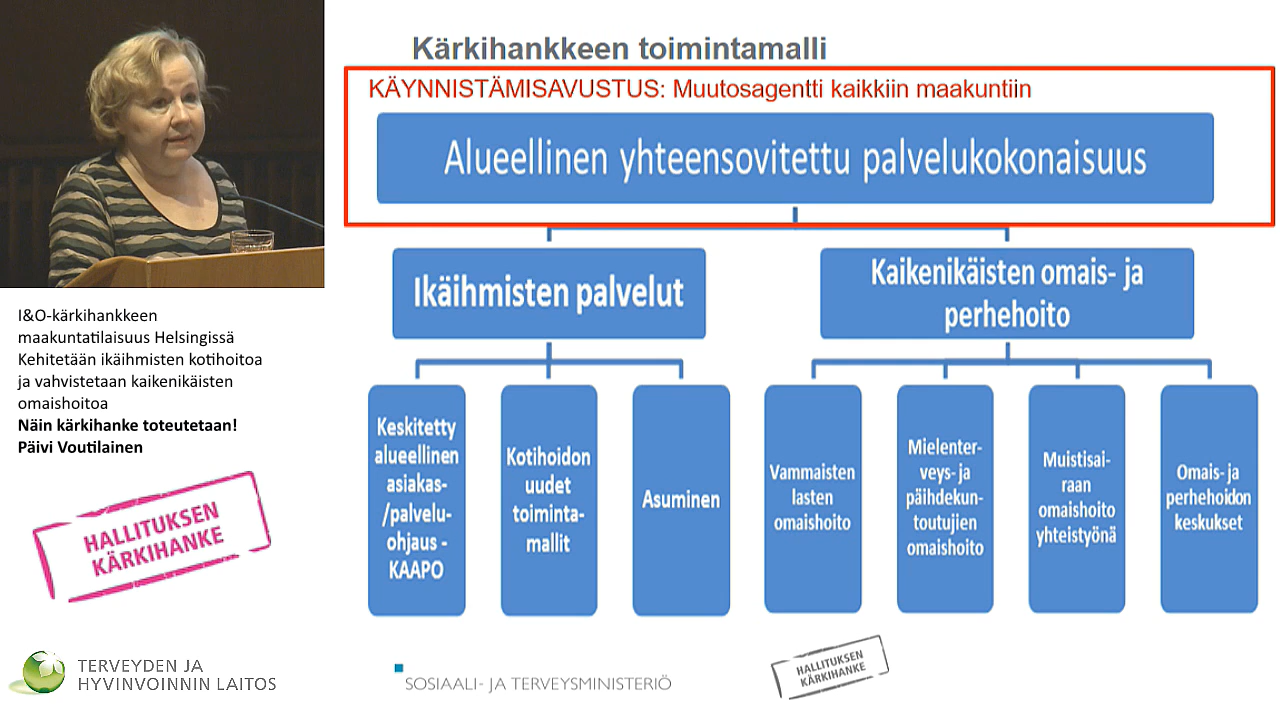 Kärkihankkeen toimintamalli
KÄYNNISTÄMISAVUSTUS: Muutosagentti kaikkiin maakuntiin
Alueellinen yhteensovitettu palvelukokonaisuus
Ikäihmisten palvelut
Kaikenikäisten omais- ja
perhehoito
Keskitetty
alueellinen
asiakas-
/palvelu-
ohjaus -
KAAPO
Kotihoidon
uudet
toiminta-
mallit
Asuminen
Vammaisten
lasten
omaishoito
Mielenter-
veys- ja
päihdekun-
toutujien
omaishoito
Muistisai-
raan
omaishoito
yhteistyönä
Omais- ja
perhehoidon
keskukset
I&O-kärkihankkeen
maakuntatilaisuus Helsingissä
Kehitetään ikäihmisten kotihoitoa
ja vahvistetaan kaikenikäisten
omaishoitoa
Näin kärkihanke toteutetaan!
Päivi Voutilainen
HALLITUKSEN
KÄRKIHANKE
TERVEYDEN JA
HYVINVOINNIN LAITOS
SOSIAALI- JA TERVEYSMINISTERIÖ
HALLITUKSEN
KÄRKIHANKE